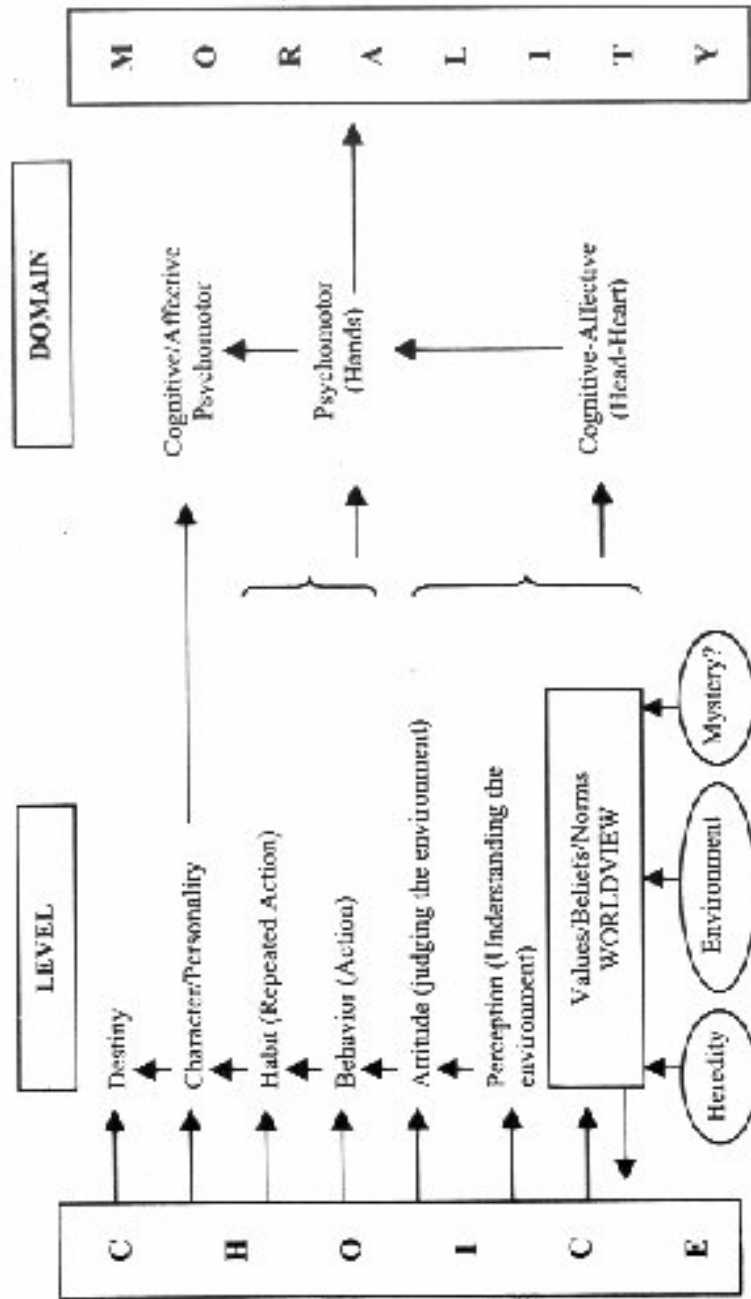 LEVEL
DOMAIN
C
H
O
I
C
E
Destiny
Character/Personality
Habit (Repeated Action)
Behavior (Action)
Attitude (judging the environment)
Perception (Understanding the
environment)
Values/Beliefs/Norms
WORLDVIEW
Heredity
Environment
Mystery?
Cognitive/Affective
Psychomotor
Psychomotor
(Hands)
Cognitive-Affective
(Head-Heart)
M
O
R
A
L
I
T
Y